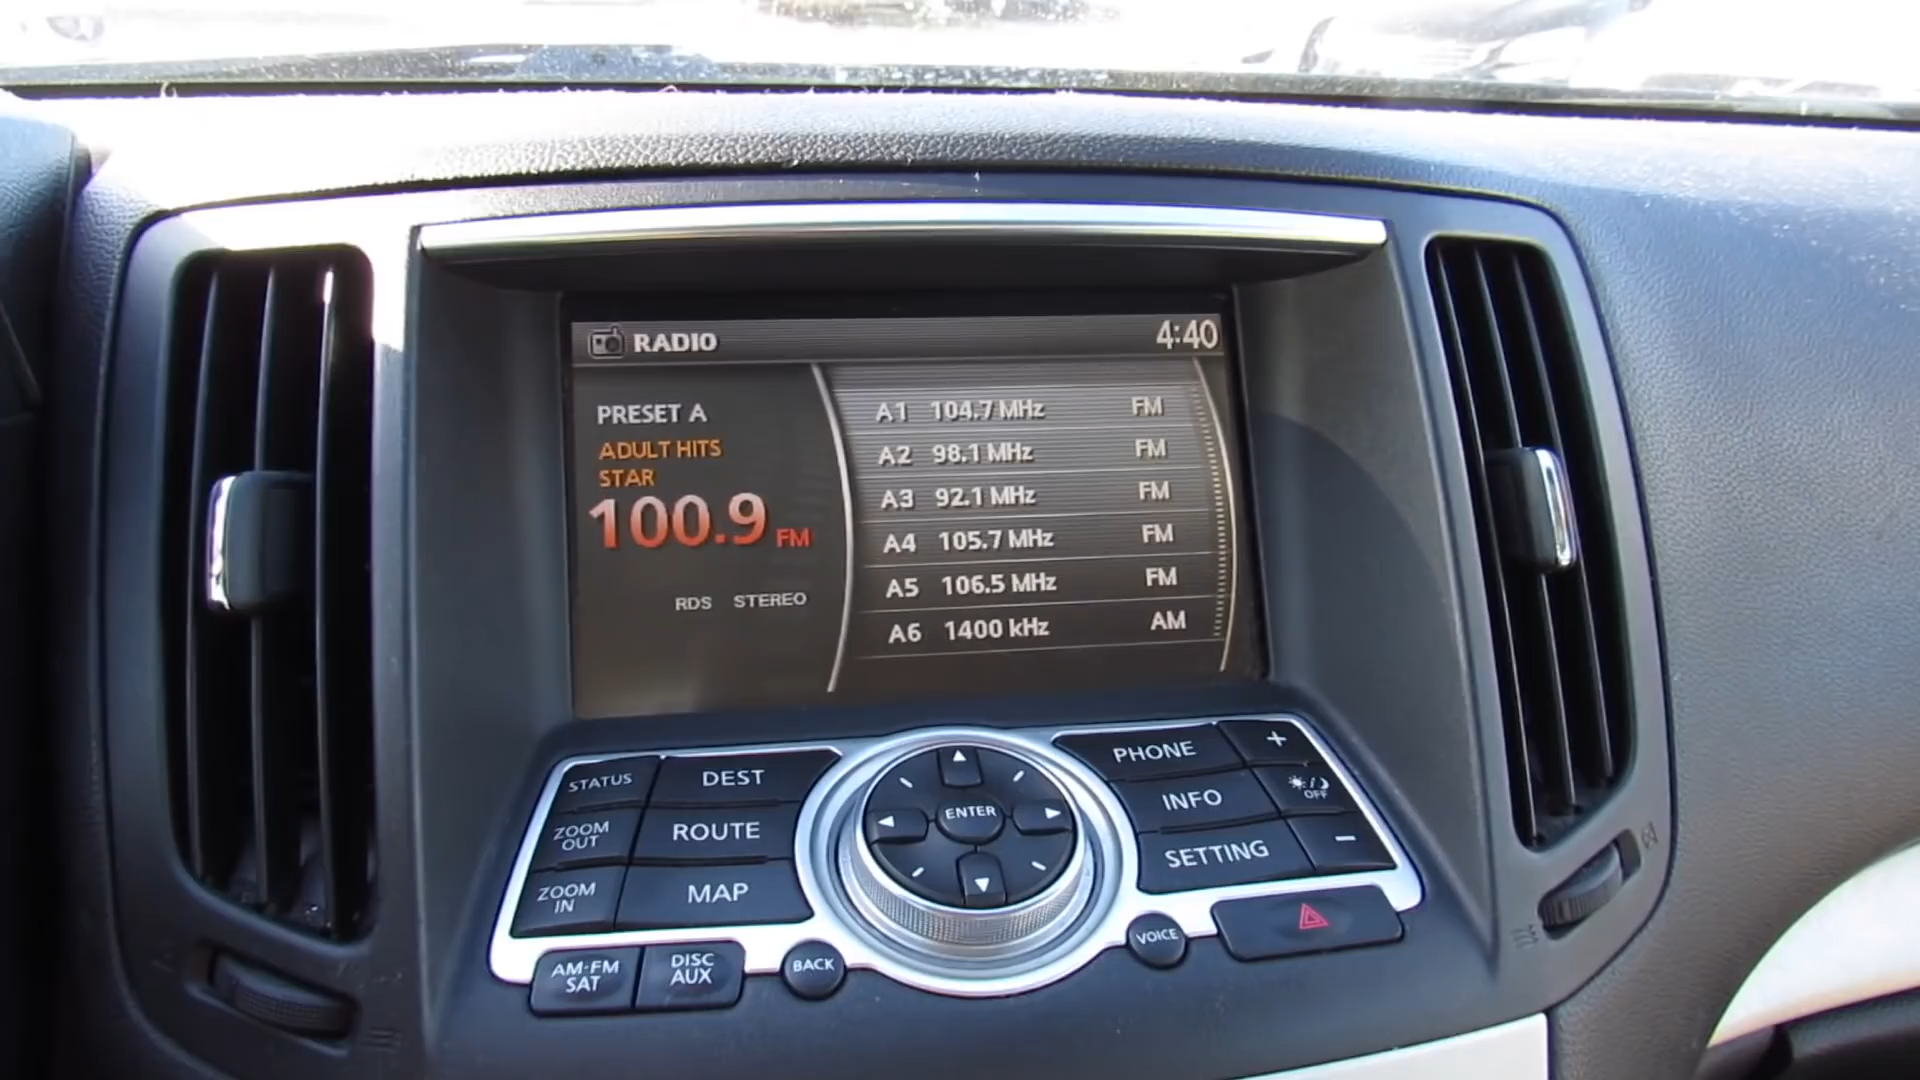 RADIO
4:40
PRESET A
ADULT HITS
STAR
100.9 FM
RDS STEREO
A1 104.7 MHz FM
A2 98.1 MHz FM
A3 92.1 MHz FM
A4 105.7 MHz FM
A5 106.5 MHz FM
A6 1400 kHz AM
STATUS
DEST
ZOOM
OUT
ROUTE
ZOOM
IN
MAP
AM-FM
SAT
DISC
AUX
BACK
ENTER
VOICE
PHONE
+
INFO
OFF
SETTING
−